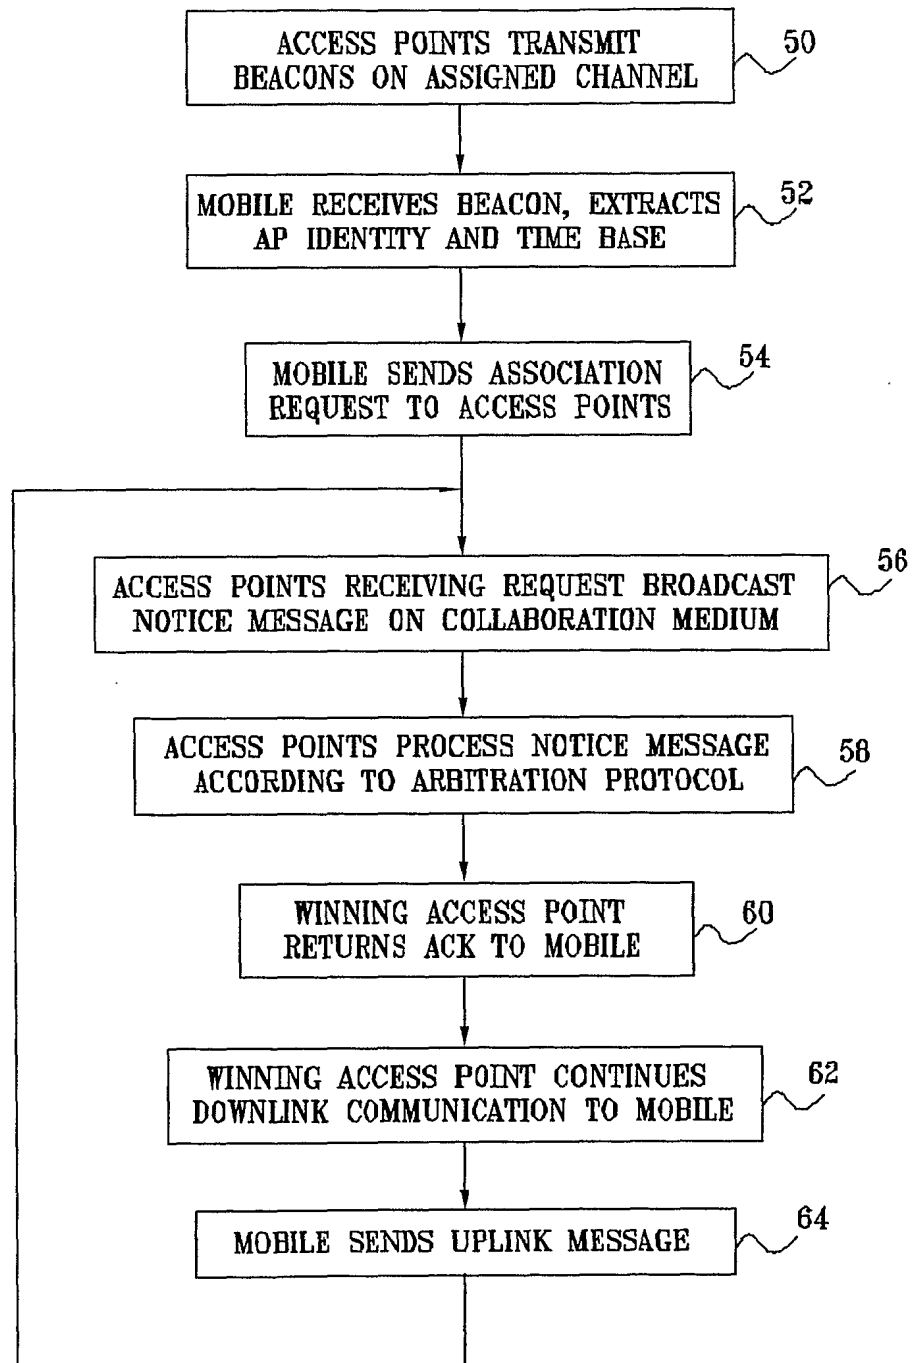 ACCESS POINTS TRANSMIT
BEACONS ON ASSIGNED CHANNEL
50
MOBILE RECEIVES BEACON, EXTRACTS
AP IDENTITY AND TIME BASE
52
MOBILE SENDS ASSOCIATION
REQUEST TO ACCESS POINTS
54
ACCESS POINTS RECEIVING REQUEST BROADCAST
NOTICE MESSAGE ON COLLABORATION MEDIUM
56
ACCESS POINTS PROCESS NOTICE MESSAGE
ACCORDING TO ARBITRATION PROTOCOL
58
WINNING ACCESS POINT
RETURNS ACK TO MOBILE
60
WINNING ACCESS POINT CONTINUES
DOWNLINK COMMUNICATION TO MOBILE
62
MOBILE SENDS UPLINK MESSAGE
64